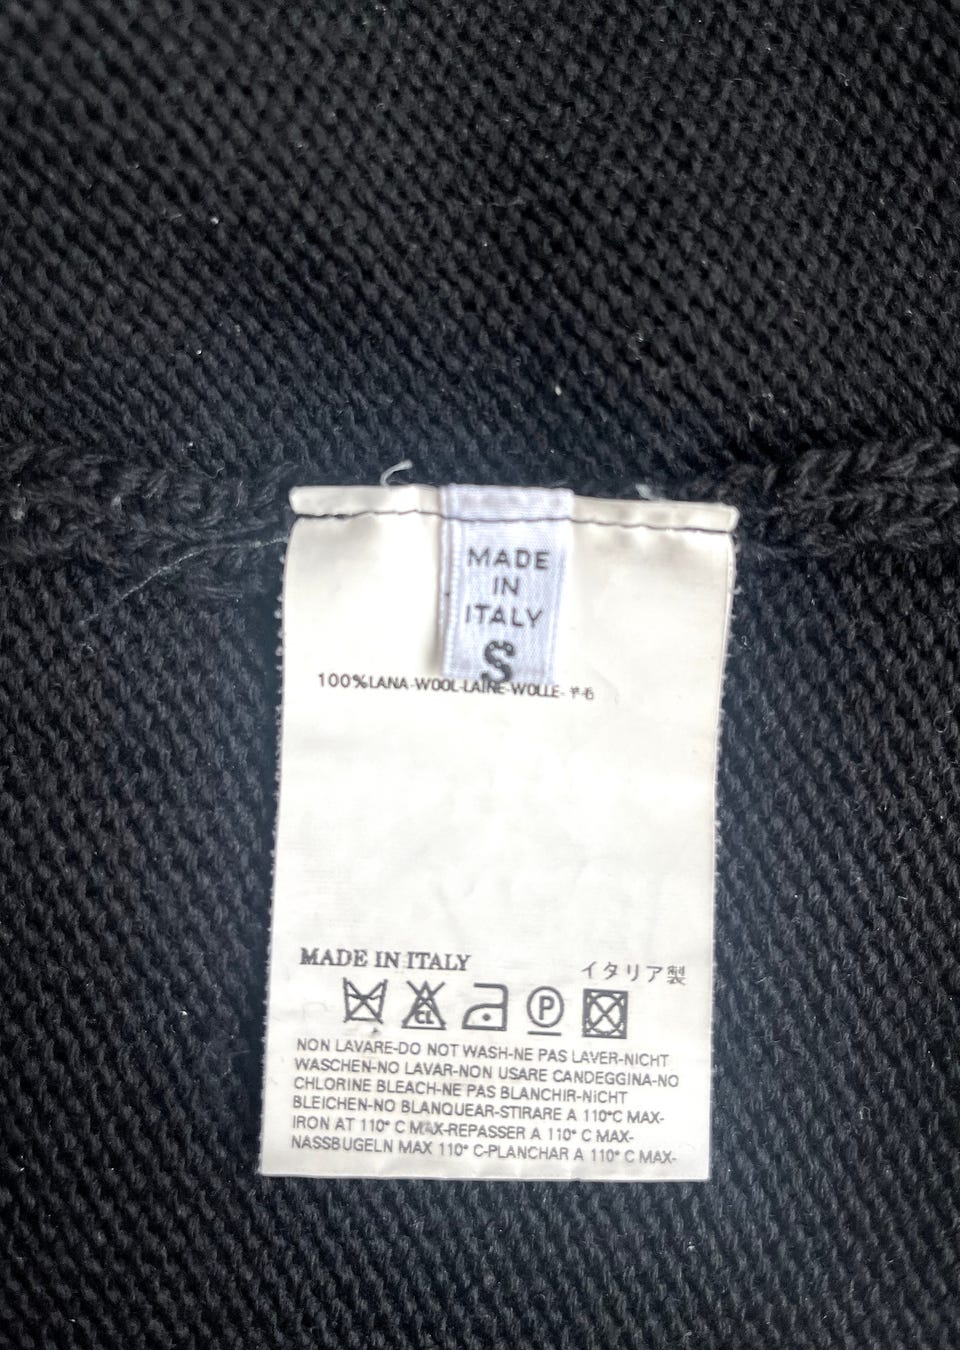 MADE
IN
ITALY
S
100%LANA-WOOL-LAINE-WOLLE-毛
MADE IN ITALY
イタリア製
CL
P
NON LAVARE-DO NOT WASH-NE PAS LAVER-NICHT
WASCHEN-NO LAVAR-NON USARE CANDEGGINA-NO
CHLORINE BLEACH-NE PAS BLANCHIR-NICHT
BLEICHEN-NO BLANQUEAR-STIRARE A 110°C MAX-
IRON AT 110° C MAX-REPASSER A 110° C MAX-
NASSBUGELN MAX 110° C-PLANCHAR A 110° C MAX-